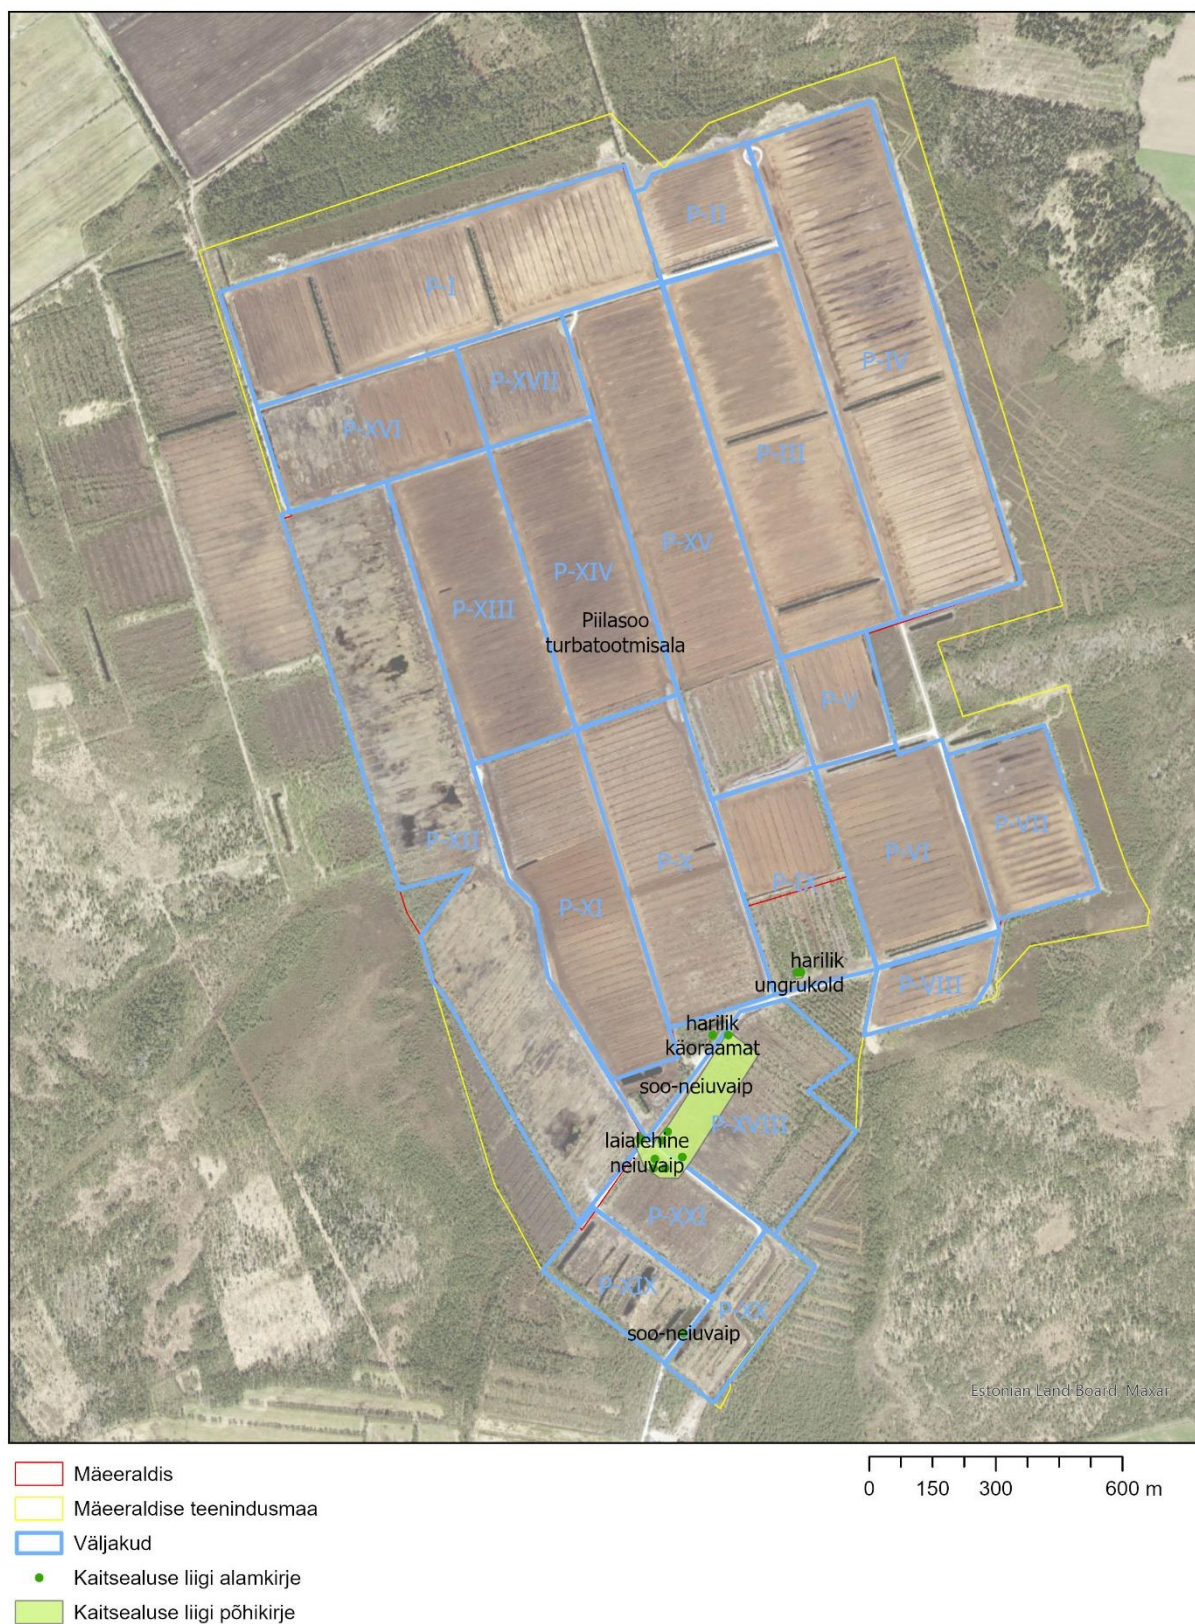 P-II
P-I
P-IV
P-XVII
P-XVI
P-III
P-XV
P-XIV
P-XIII
Piilasoo
turbatootmisala
P-V
P-VII
P-XII
P-VI
P-X
P-IX
P-XI
harilik
ungrukold
P-VIII
harilik
käoraamat
soo-neiuvaip
P-XVIII
laialehine
neiuvaip
P-XXI
P-XIX
P-XX
soo-neiuvaip
Estonian Land Board, Maxar
Mäeeraldis
Mäeeraldise teenindusmaa
Väljakud
Kaitsealuse liigi alamkirje
Kaitsealuse liigi põhikirje
0 150 300 600 m